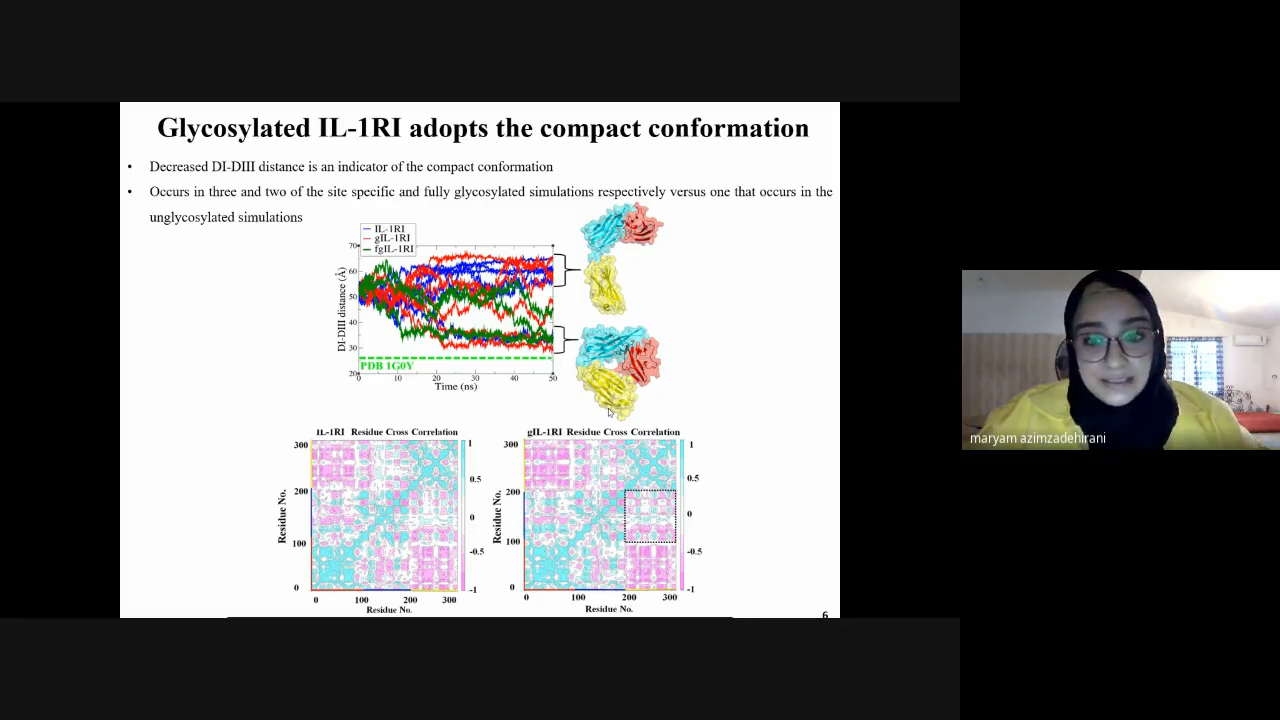 Glycosylated IL-1RI adopts the compact conformation
• Decreased DI-DIII distance is an indicator of the compact conformation
• Occurs in three and two of the site specific and fully glycosylated simulations respectively versus one that occurs in the
unglycosylated simulations
IL-1RI
gIL-1RI
fgIL-1RI
70
60
50
40
30
20
DI-DIII distance (Å)
PDB 1G0Y
0 10 20 30 40 50
Time (ns)
IL-1RI Residue Cross Correlation
300
200
100
0
Residue No.
0 100 200 300
Residue No.
1
0.5
0
-0.5
-1
gIL-1RI Residue Cross Correlation
300
200
100
0
Residue No.
0 100 200 300
Residue No.
1
0.5
0
-0.5
-1
6
maryam azimzadehirani